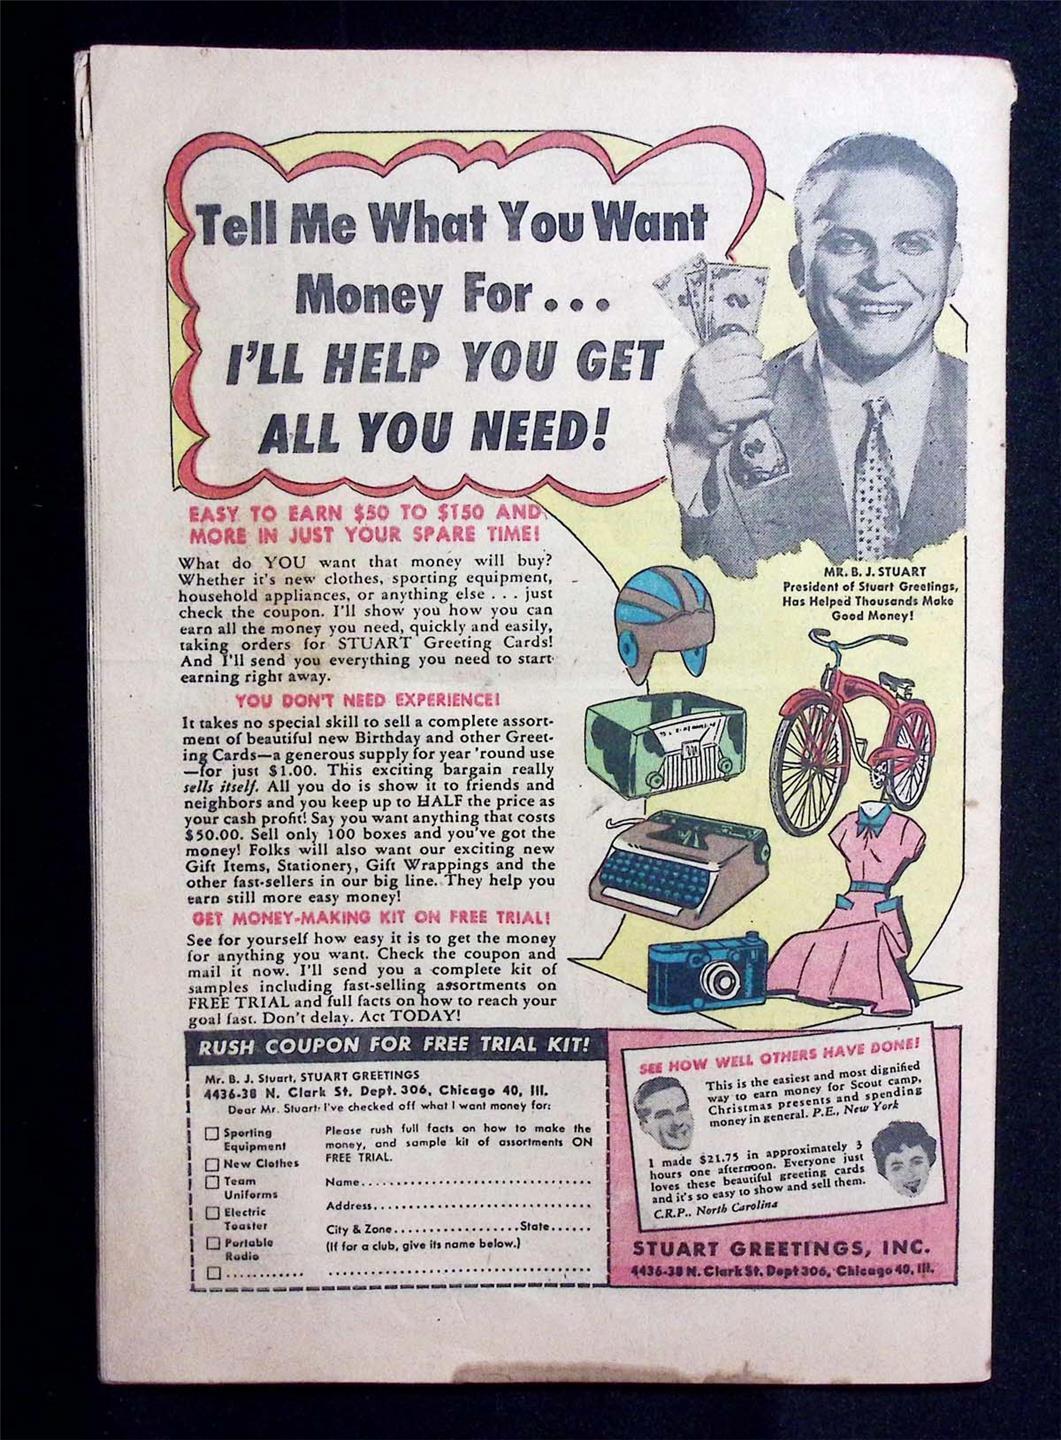 Tell Me What You Want
Money For...
I'LL HELP YOU GET
ALL YOU NEED!
EASY TO EARN $50 TO $150 AND
MORE IN JUST YOUR SPARE TIME!
What do YOU want that money will buy?
Whether it's new clothes, sporting equipment,
household appliances, or anything else . . . just
check the coupon. I'll show you how you can
earn all the money you need, quickly and easily,
taking orders for STUART Greeting Cards!
And I'll send you everything you need to start
earning right away.
YOU DON'T NEED EXPERIENCE!
It takes no special skill to sell a complete assort-
ment of beautiful new Birthday and other Greet-
ing Cards—a generous supply for year 'round use
—for just $1.00. This exciting bargain really
sells itself. All you do is show it to friends and
neighbors and you keep up to HALF the price as
your cash profit! Say you want anything that costs
$50.00. Sell only 100 boxes and you've got the
money! Folks will also want our exciting new
Gift Items, Stationery, Gift Wrappings and the
other fast-sellers in our big line. They help you
earn still more easy money!
GET MONEY-MAKING KIT ON FREE TRIAL!
See for yourself how easy it is to get the money
for anything you want. Check the coupon and
mail it now. I'll send you a complete kit of
samples including fast-selling assortments on
FREE TRIAL and full facts on how to reach your
goal fast. Don't delay. Act TODAY!
MR. B. J. STUART
President of Stuart Greetings,
Has Helped Thousands Make
Good Money!
RUSH COUPON FOR FREE TRIAL KIT!
Mr. B. J. Stuart, STUART GREETINGS
4436-38 N. Clark St. Dept. 306, Chicago 40, Ill.
Dear Mr. Stuart: I've checked off what I want money for:
Sporting
Equipment
New Clothes
Team
Uniforms
Electric
Toaster
Portable
Radio
Please rush full facts on how to make the
money, and sample kit of assortments ON
FREE TRIAL.
Name
Address
City & Zone..................State......
(If for a club, give its name below.)
SEE HOW WELL OTHERS HAVE DONE!
This is the easiest and most dignified
way to earn money for Scout camp,
Christmas presents and spending
money in general. P.E., New York
I made $21.75 in approximately 3
hours one afternoon. Everyone just
loves these beautiful greeting cards
and it's so easy to show and sell them.
C.R.P., North Carolina
STUART GREETINGS, INC.
4436-38 N. Clark St. Dept 306, Chicago 40, Ill.